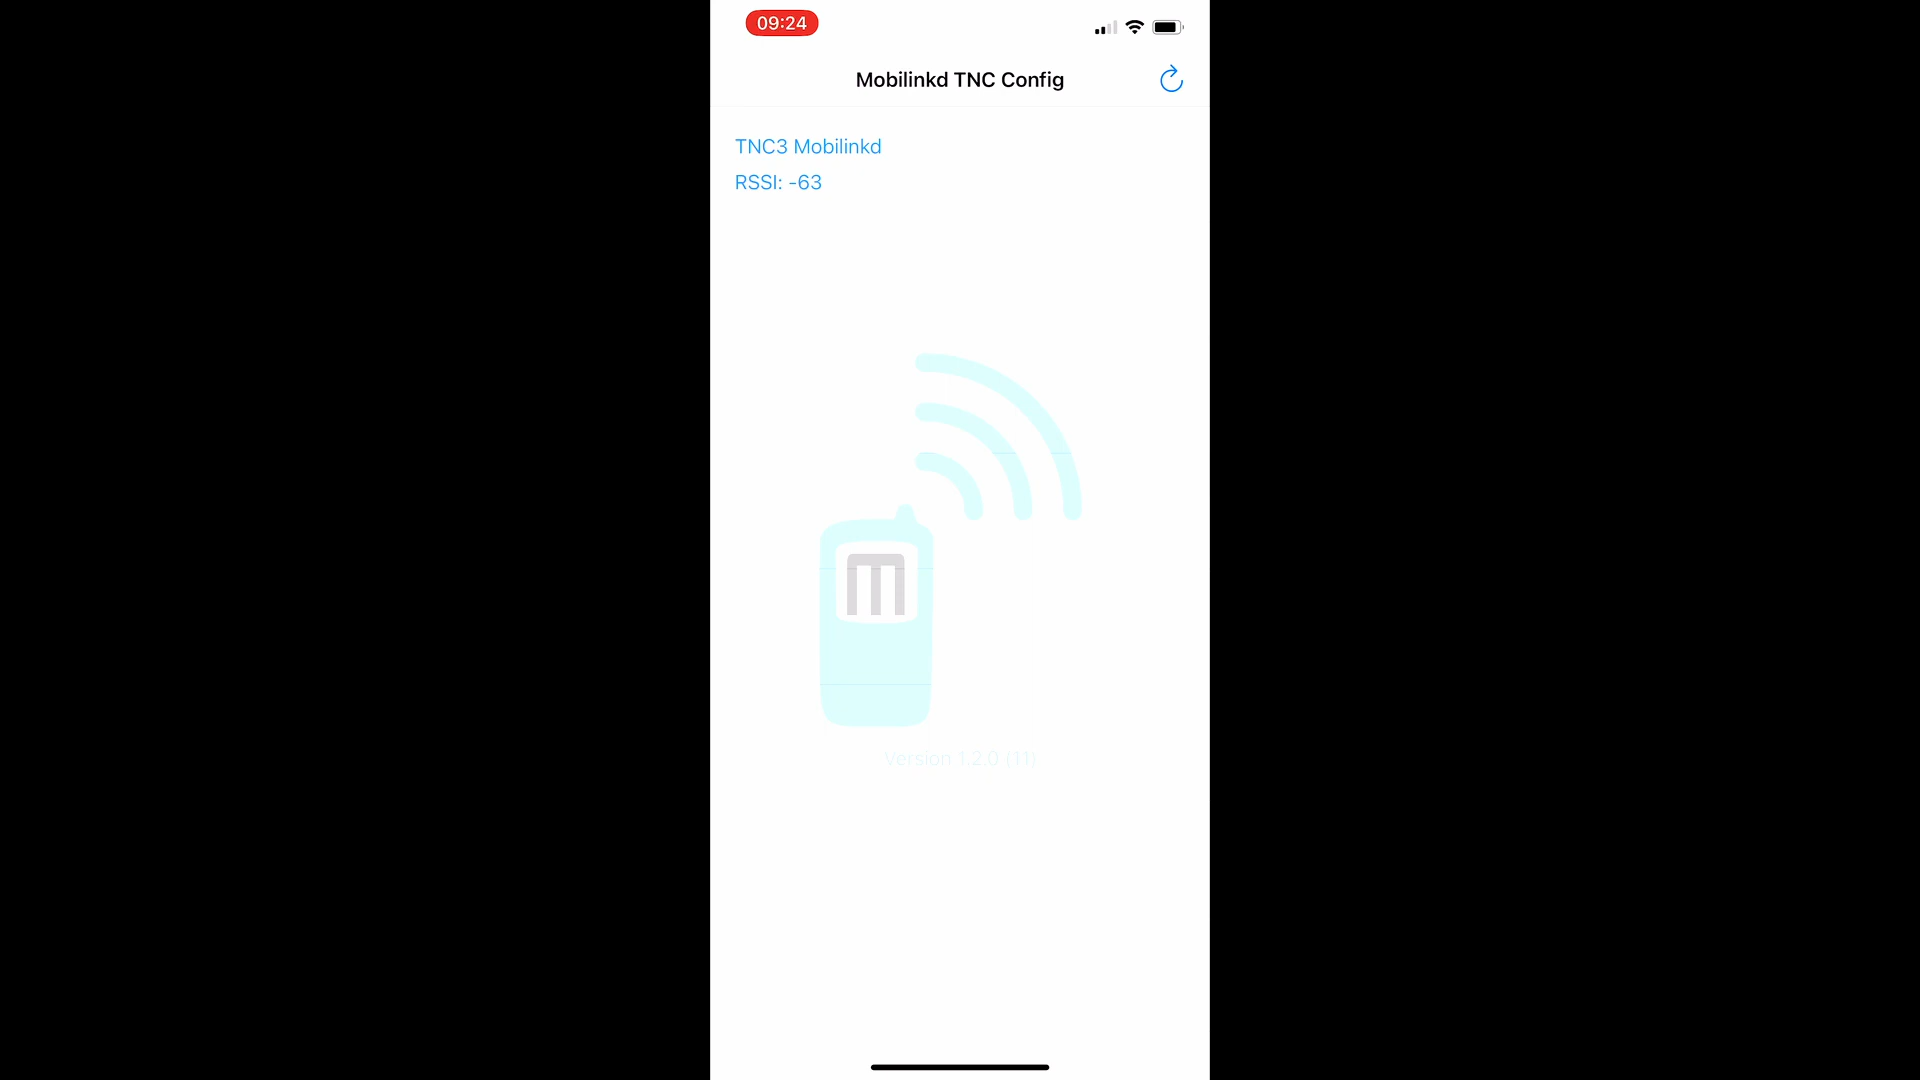 09:24
Mobilinkd TNC Config
TNC3 Mobilinkd
RSSI: -63
Version 1.2.0 (11)